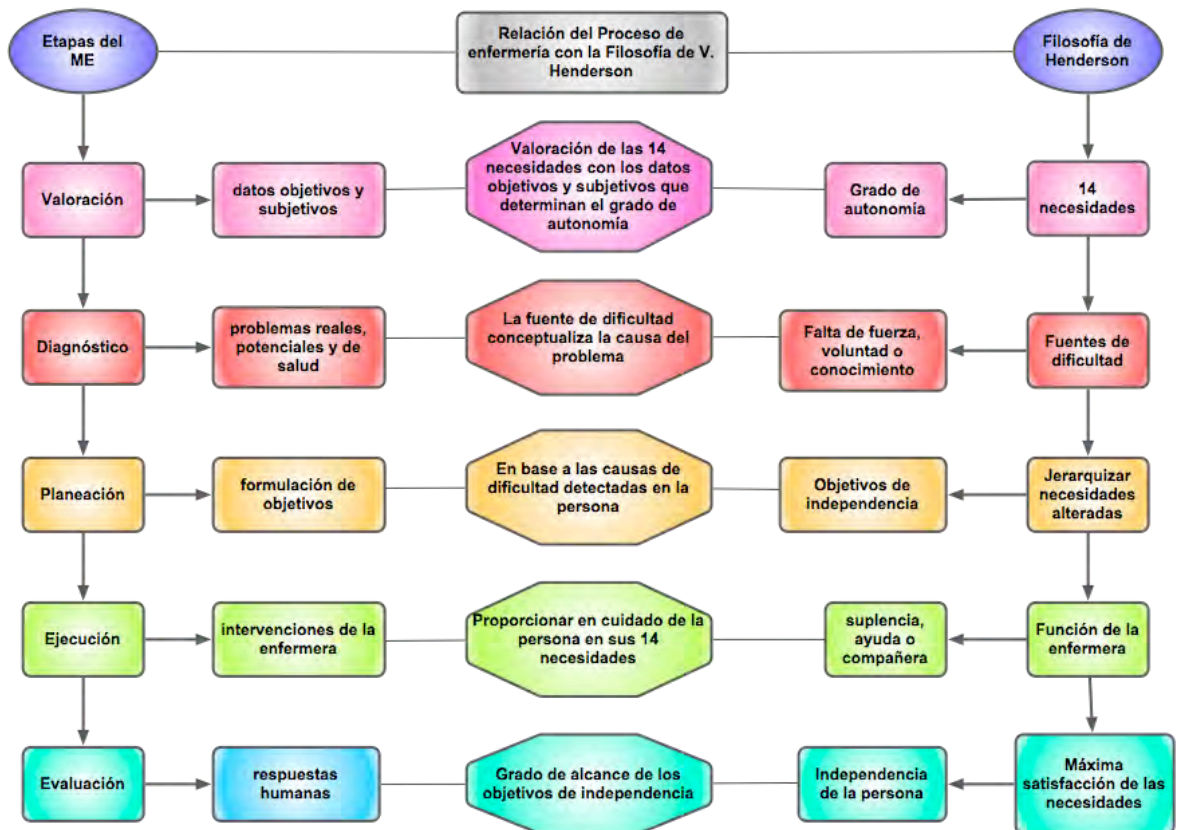 Etapas del
ME
Relación del Proceso de
enfermería con la Filosofía de V.
Henderson
Filosofía de
Henderson
Valoración
datos objetivos y
subjetivos
Valoración de las 14
necesidades con los datos
objetivos y subjetivos que
determinan el grado de
autonomía
Grado de
autonomía
14
necesidades
Diagnóstico
problemas reales,
potenciales y de
salud
La fuente de dificultad
conceptualiza la causa del
problema
Falta de fuerza,
voluntad o
conocimiento
Fuentes de
dificultad
Planeación
formulación de
objetivos
En base a las causas de
dificultad detectadas en la
persona
Objetivos de
independencia
Jerarquizar
necesidades
alteradas
Ejecución
intervenciones de la
enfermera
Proporcionar en cuidado de la
persona en sus 14
necesidades
suplencia,
ayuda o
compañera
Función de la
enfermera
Evaluación
respuestas
humanas
Grado de alcance de los
objetivos de independencia
Independencia
de la persona
Máxima
satisfacción de las
necesidades